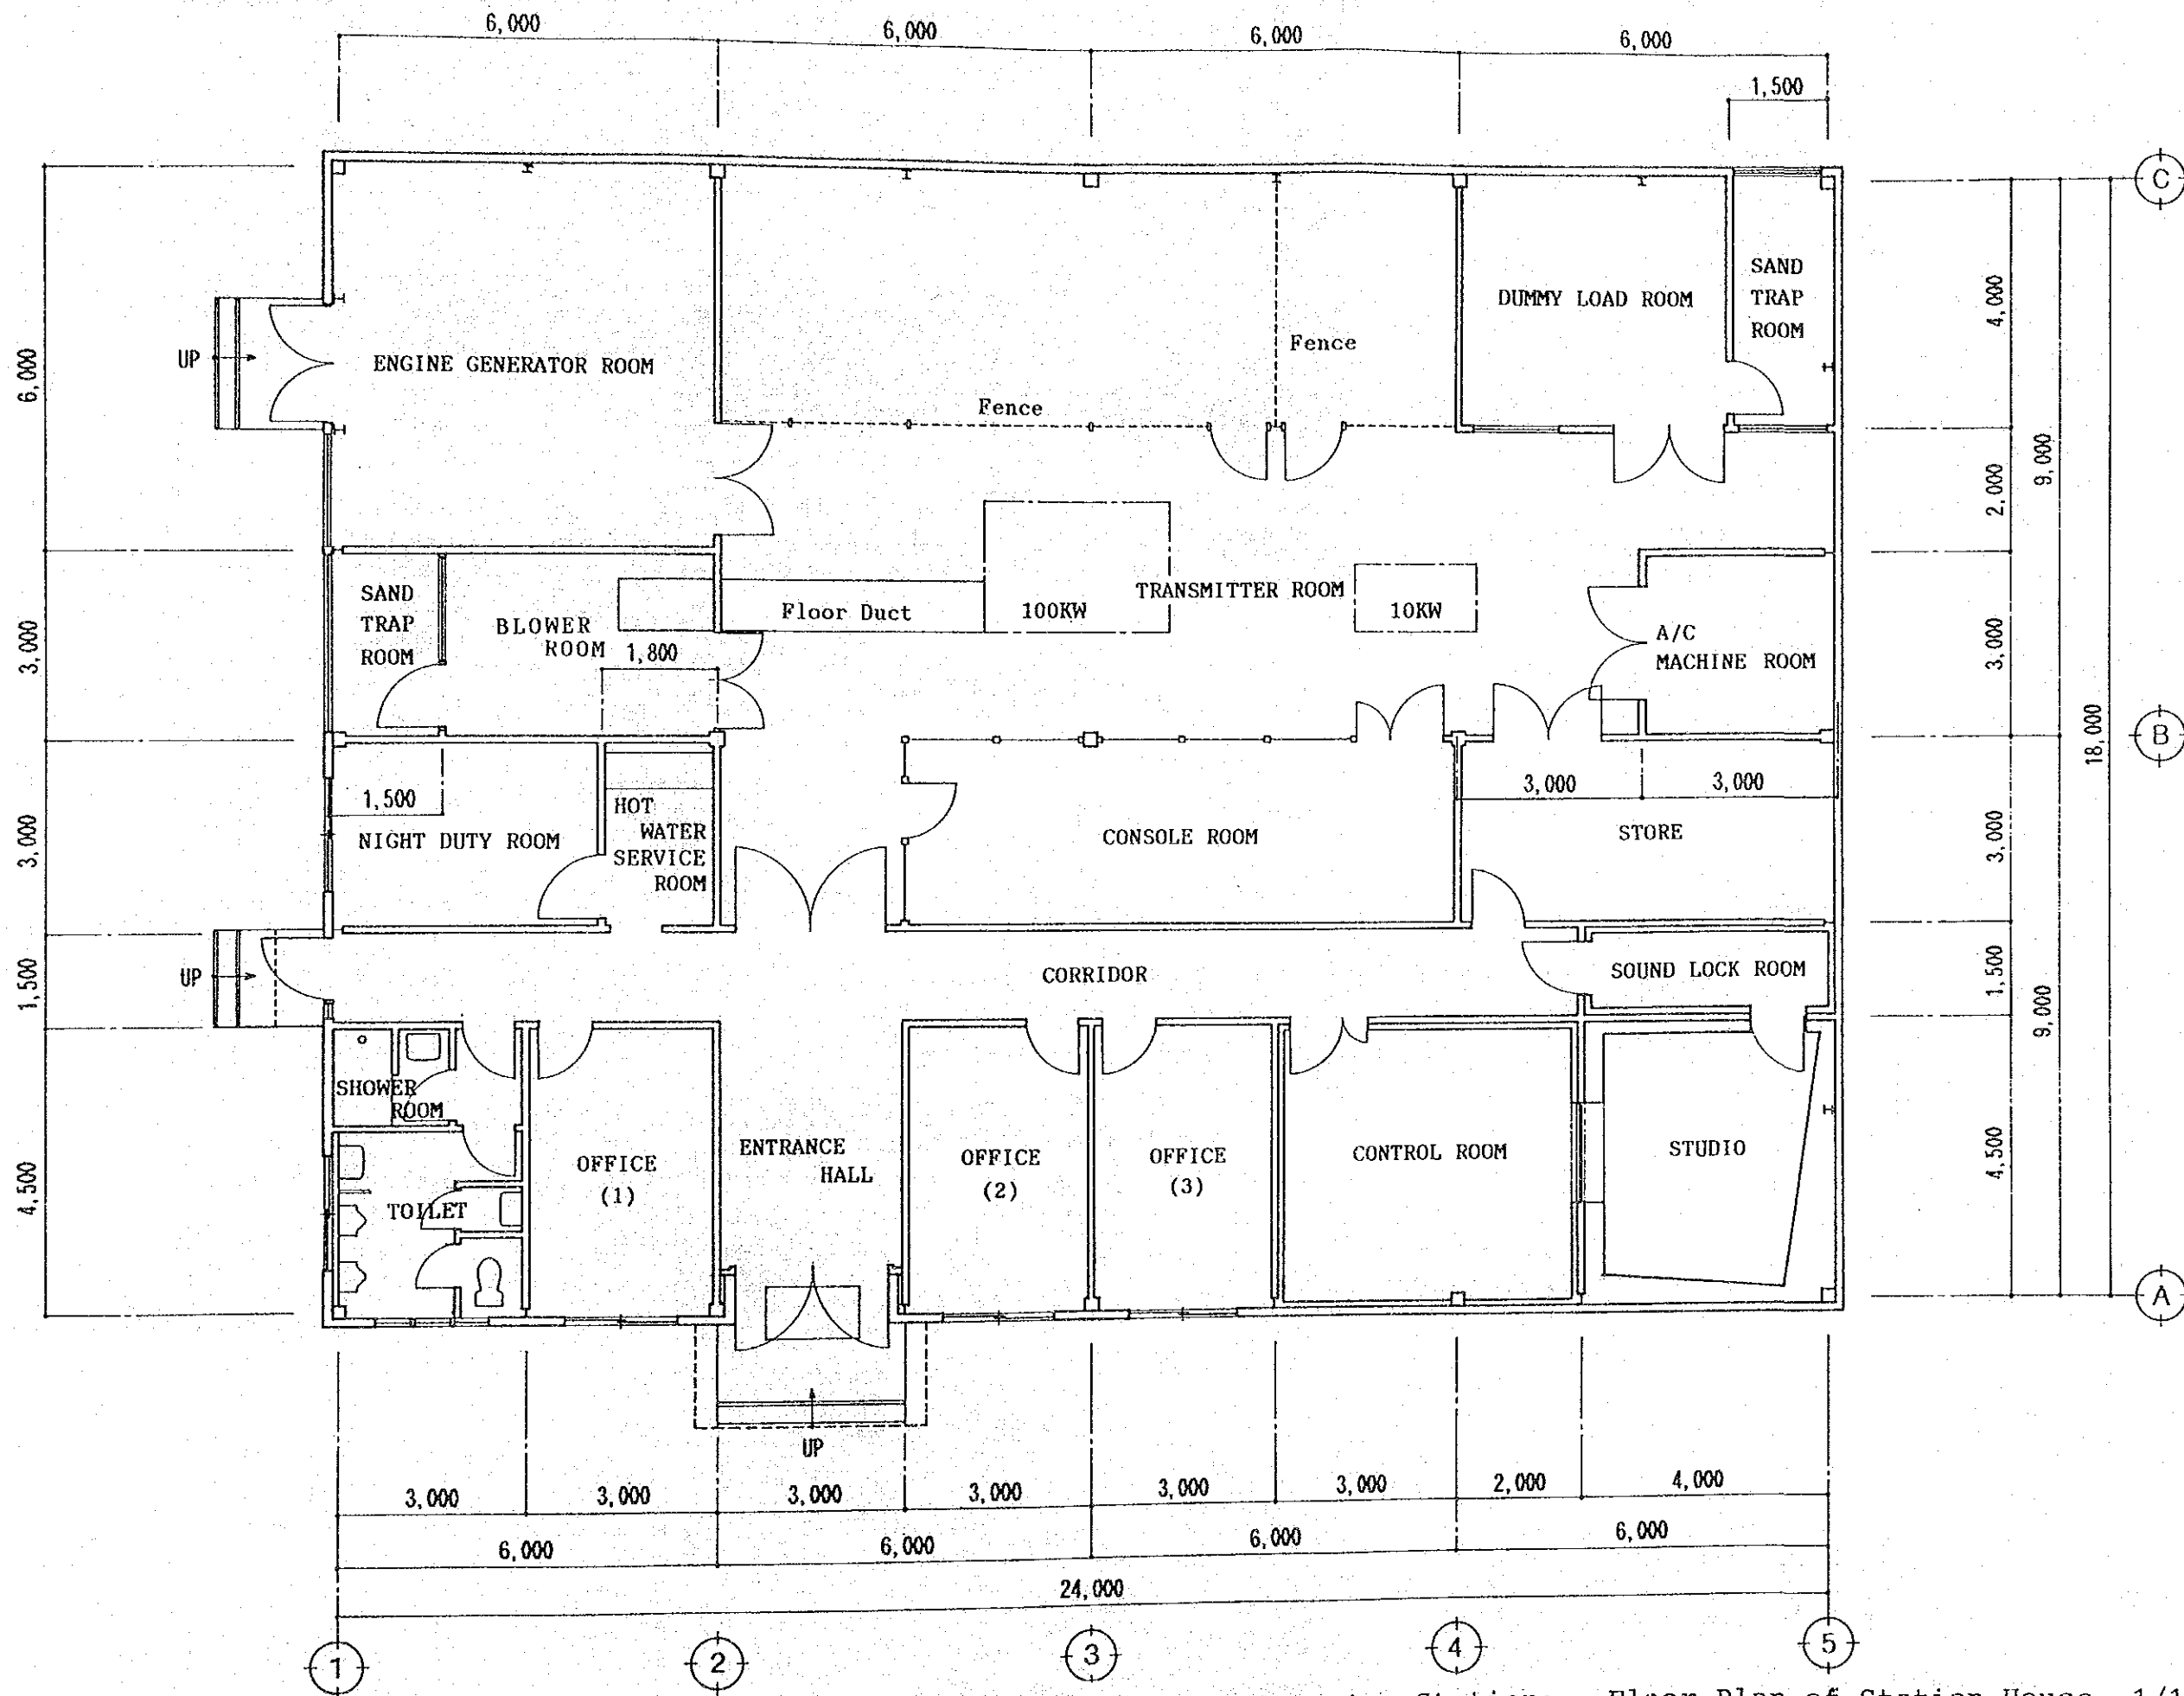 6,000
6,000
6,000
6,000
1,500
C
SAND
TRAP
ROOM
DUMMY LOAD ROOM
4,000
Fence
UP
ENGINE GENERATOR ROOM
6,000
Fence
9,000
2,000
SAND
TRAP
ROOM
BLOWER
ROOM
1,800
Floor Duct
100KW
TRANSMITTER ROOM
10KW
A/C
MACHINE ROOM
3,000
3,000
B
18,000
1,500
3,000
3,000
HOT
WATER
SERVICE
ROOM
NIGHT DUTY ROOM
CONSOLE ROOM
STORE
3,000
3,000
UP
CORRIDOR
SOUND LOCK ROOM
1,500
1,500
9,000
SHOWER
ROOM
ENTRANCE
HALL
OFFICE
(1)
OFFICE
(2)
OFFICE
(3)
CONTROL ROOM
STUDIO
TOILET
4,500
4,500
A
UP
3,000
3,000
3,000
3,000
3,000
3,000
2,000
4,000
6,000
6,000
6,000
6,000
24,000
1
2
3
4
5
Floor Plan of Station House